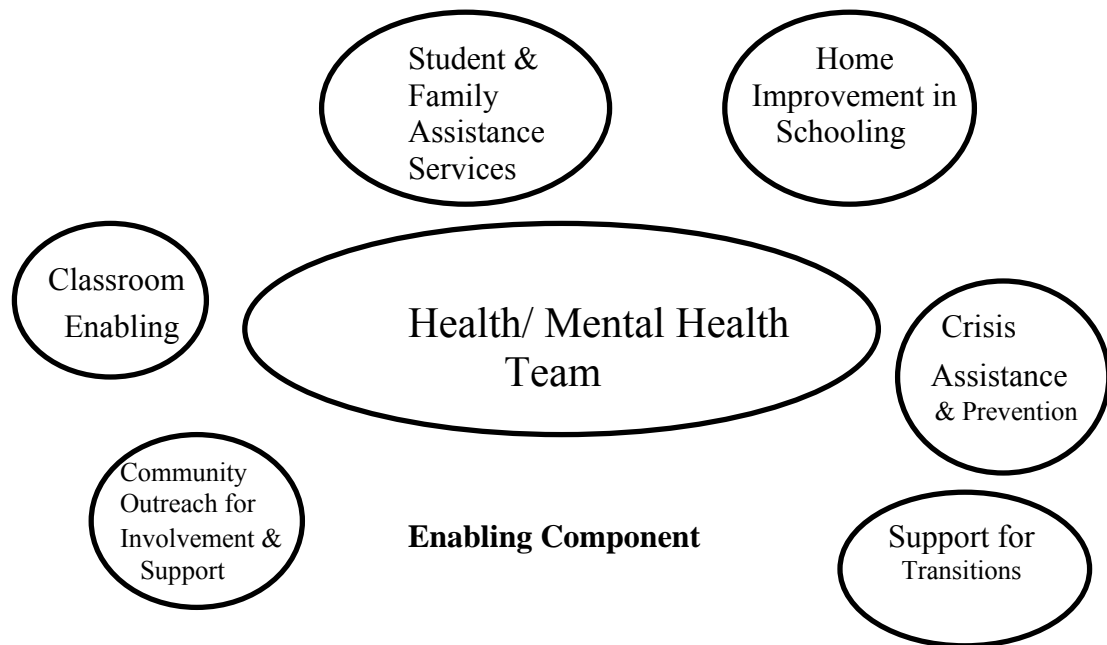 Student &
Family
Assistance
Services
Home
Improvement in
Schooling
Classroom
Enabling
Health/ Mental Health
Team
Crisis
Assistance
& Prevention
Community
Outreach for
Involvement &
Support
Enabling Component
Support for
Transitions